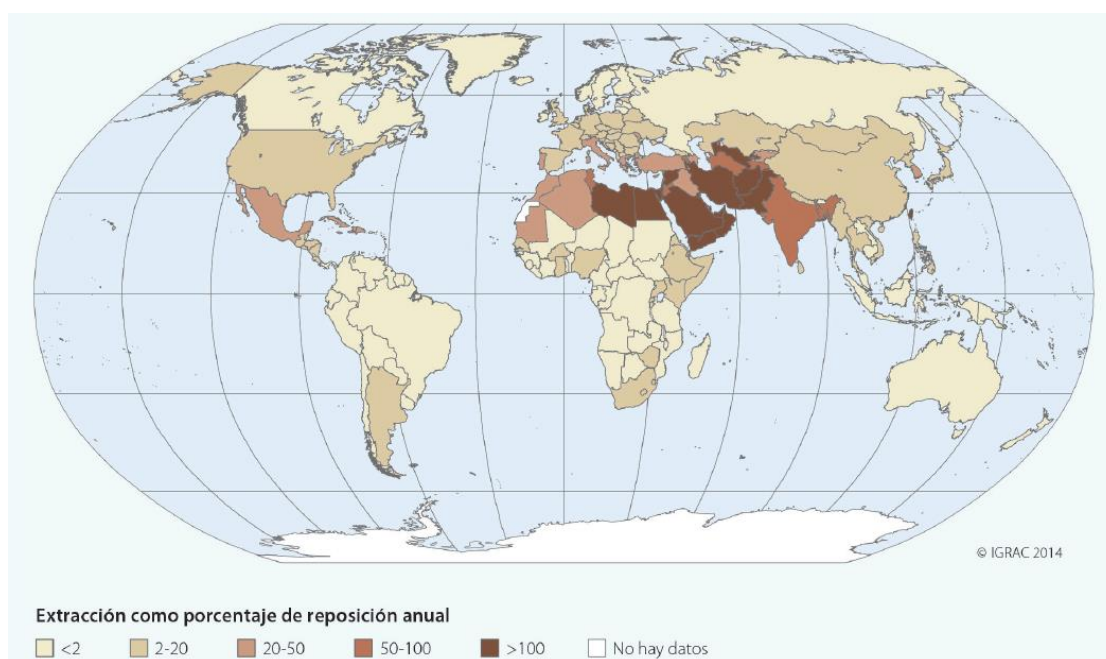 © IGRAC 2014
Extracción como porcentaje de reposición anual
<2 2-20 20-50 50-100 >100 No hay datos